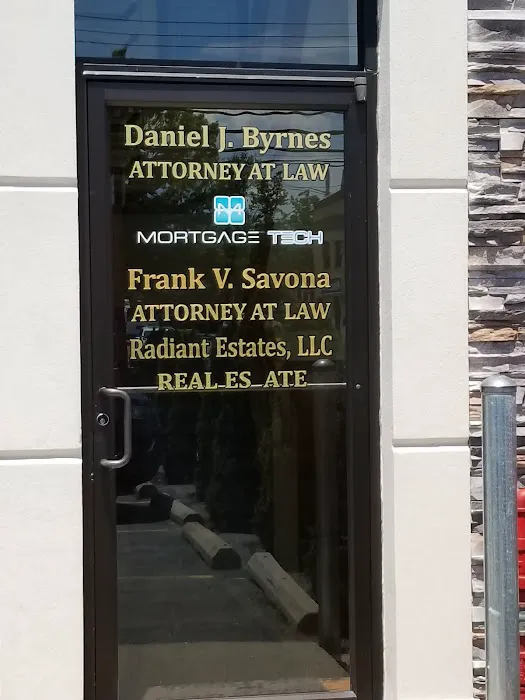 Daniel J. Byrnes
ATTORNEY AT LAW
MORTGAGE TECH
Frank V. Savona
ATTORNEY AT LAW
Radiant Estates, LLC
REAL ES ATE